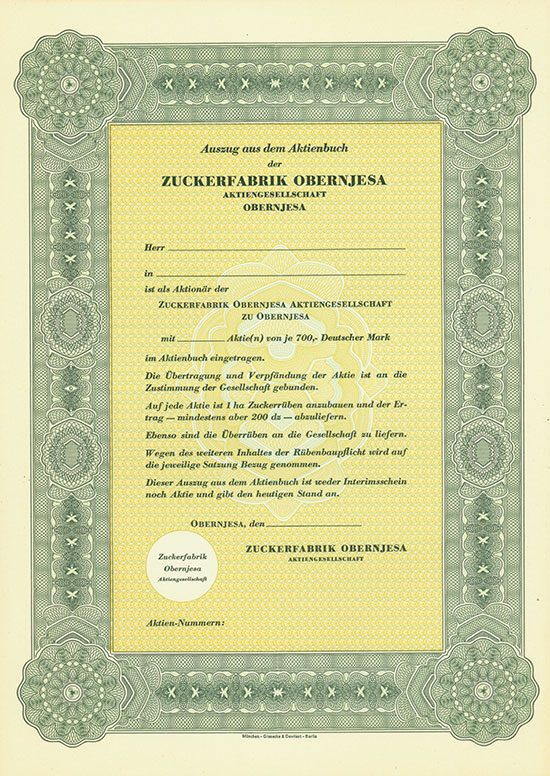 Auszug aus dem Aktienbuch
der
ZUCKERFABRIK OBERNJESA
AKTIENGESELLSCHAFT
OBERNJESA
Herr
in
ist als Aktionär der
ZUCKERFABRIK OBERNJESA AKTIENGESELLSCHAFT
ZU OBERNJESA
mit Aktie(n) von je 700,- Deutscher Mark
im Aktienbuch eingetragen.
Die Übertragung und Verpfändung der Aktie ist an die
Zustimmung der Gesellschaft gebunden.
Auf jede Aktie ist 1 ha Zuckerrüben anzubauen und der Er-
trag — mindestens aber 200 dz — abzuliefern.
Ebenso sind die Überrüben an die Gesellschaft zu liefern.
Wegen des weiteren Inhaltes der Rübenbaupflicht wird auf
die jeweilige Satzung Bezug genommen.
Dieser Auszug aus dem Aktienbuch ist weder Interimsschein
noch Aktie und gibt den heutigen Stand an.
OBERNJESA, den
ZUCKERFABRIK OBERNJESA
AKTIENGESELLSCHAFT
Zuckerfabrik
Obernjesa
Aktiengesellschaft
Aktien-Nummern:
München - Giesecke & Devrient - Berlin